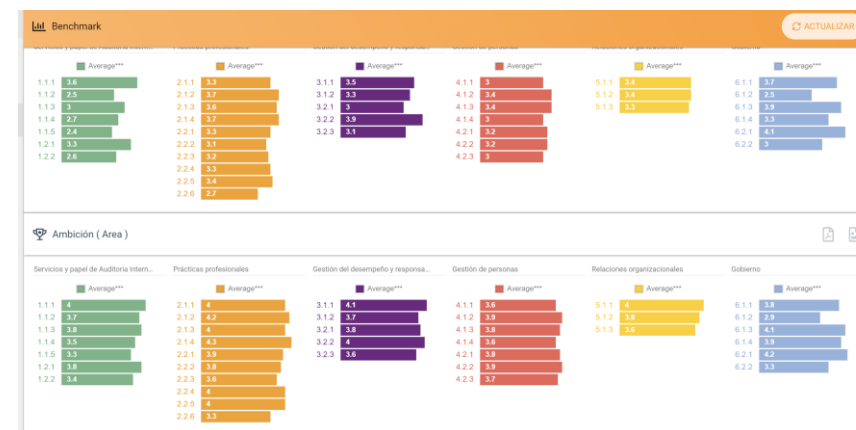 Benchmark
ACTUALIZAR
Average*** Average*** Average*** Average*** Average*** Average***
1.1.1 3.6 2.1.1 3.3 3.1.1 3.5 4.1.1 3 5.1.1 3.4 6.1.1 3.7
1.1.2 2.5 2.1.2 3.7 3.1.2 3.3 4.1.2 3.4 5.1.2 3.4 6.1.2 2.5
1.1.3 3 2.1.3 3.6 3.2.1 3 4.1.3 3.4 5.1.3 3.3 6.1.3 3.9
1.1.4 2.7 2.1.4 3.7 3.2.2 3.9 4.1.4 3 6.1.4 3.3
1.1.5 2.4 2.2.1 3.3 3.2.3 3.1 4.2.1 3.2 6.2.1 4.1
1.2.1 3.3 2.2.2 3.1 4.2.2 3.2 6.2.2 3
1.2.2 2.6 2.2.3 3.2 4.2.3 3
2.2.4 3.3
2.2.5 3.4
2.2.6 2.7
Ambición ( Area )
Servicios y papel de Auditoría Intern... Prácticas profesionales Gestión del desempeño y responsa... Gestión de personas Relaciones organizacionales Gobierno
Average*** Average*** Average*** Average*** Average*** Average***
1.1.1 4 2.1.1 4 3.1.1 4.1 4.1.1 3.6 5.1.1 4 6.1.1 3.8
1.1.2 3.7 2.1.2 4.2 3.1.2 3.7 4.1.2 3.9 5.1.2 3.8 6.1.2 2.9
1.1.3 3.8 2.1.3 4 3.2.1 3.8 4.1.3 3.8 5.1.3 3.6 6.1.3 4.1
1.1.4 3.5 2.1.4 4.3 3.2.2 4 4.1.4 3.6 6.1.4 3.9
1.1.5 3.3 2.2.1 3.9 3.2.3 3.6 4.2.1 3.8 6.2.1 4.2
1.2.1 3.8 2.2.2 3.8 4.2.2 3.9 6.2.2 3.3
1.2.2 3.4 2.2.3 3.6 4.2.3 3.7
2.2.4 4
2.2.5 4
2.2.6 3.3